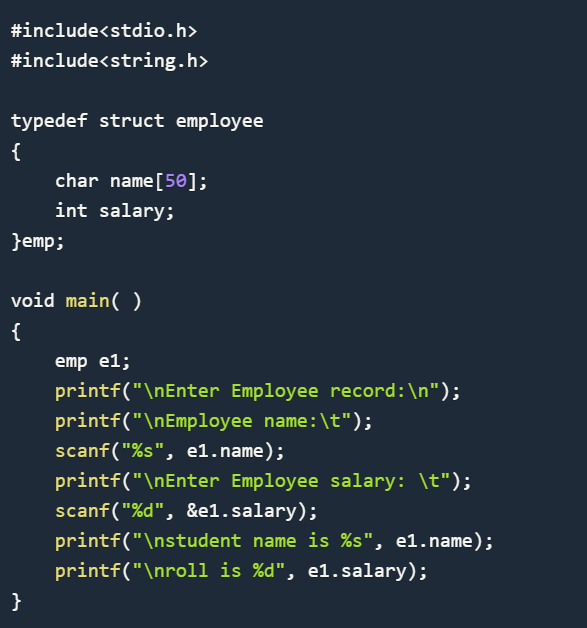 #include<stdio.h>
#include<string.h>

typedef struct employee
{
    char name[50];
    int salary;
}emp;

void main( )
{
    emp e1;
    printf("\nEnter Employee record:\n");
    printf("\nEmployee name:\t");
    scanf("%s", e1.name);
    printf("\nEnter Employee salary: \t");
    scanf("%d", &e1.salary);
    printf("\nstudent name is %s", e1.name);
    printf("\nroll is %d", e1.salary);
}